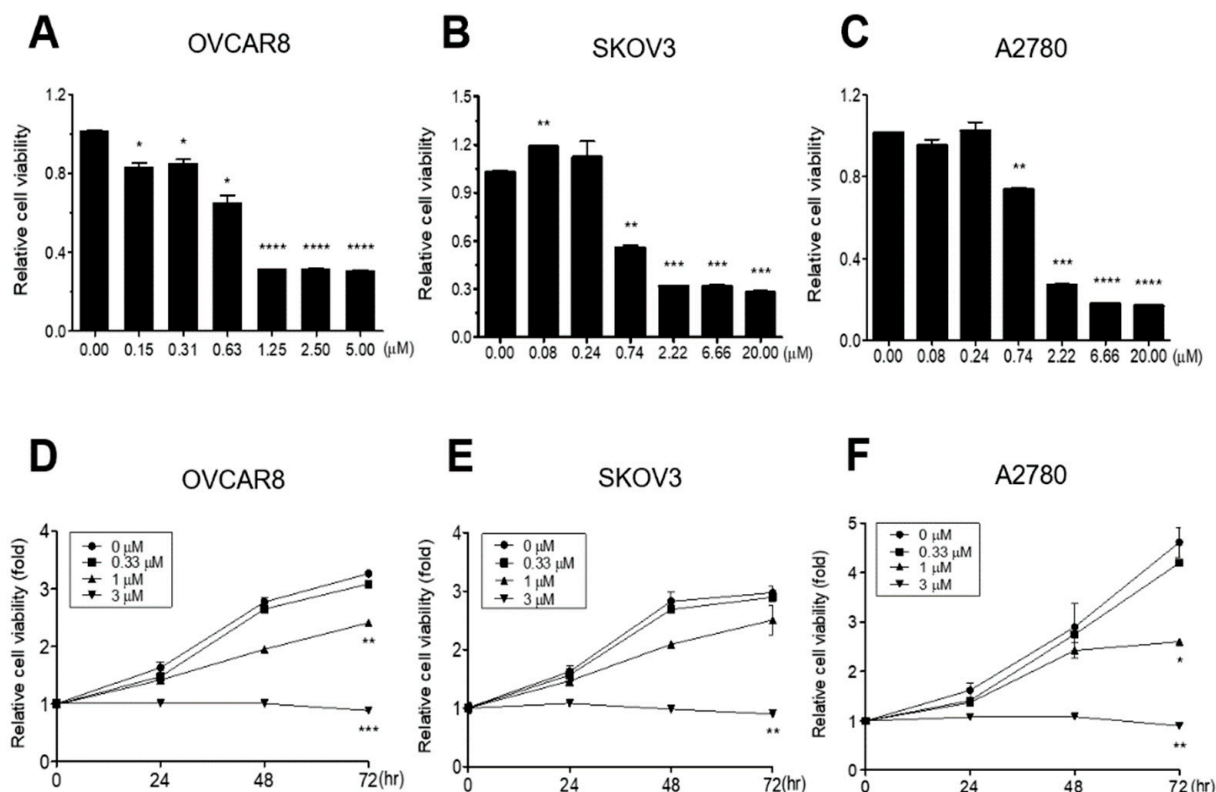 A
OVCAR8
Relative cell viability
1.2
0.8
0.4
0.0
*
*
*
****
****
****
0.00 0.15 0.31 0.63 1.25 2.50 5.00 (μM)
B
SKOV3
Relative cell viability
1.5
1.2
0.9
0.6
0.3
0.0
**
**
***
***
***
0.00 0.08 0.24 0.74 2.22 6.66 20.00 (μM)
C
A2780
Relative cell viability
1.2
0.8
0.4
0.0
**
***
****
****
0.00 0.08 0.24 0.74 2.22 6.66 20.00 (μM)
D
OVCAR8
Relative cell viability (fold)
4
3
2
1
0
0 μM
0.33 μM
1 μM
3 μM
**
***
0 24 48 72 (hr)
E
SKOV3
Relative cell viability (fold)
4
3
2
1
0
0 μM
0.33 μM
1 μM
3 μM
**
0 24 48 72 (hr)
F
A2780
Relative cell viability (fold)
5
4
3
2
1
0
0 μM
0.33 μM
1 μM
3 μM
*
**
0 24 48 72 (hr)